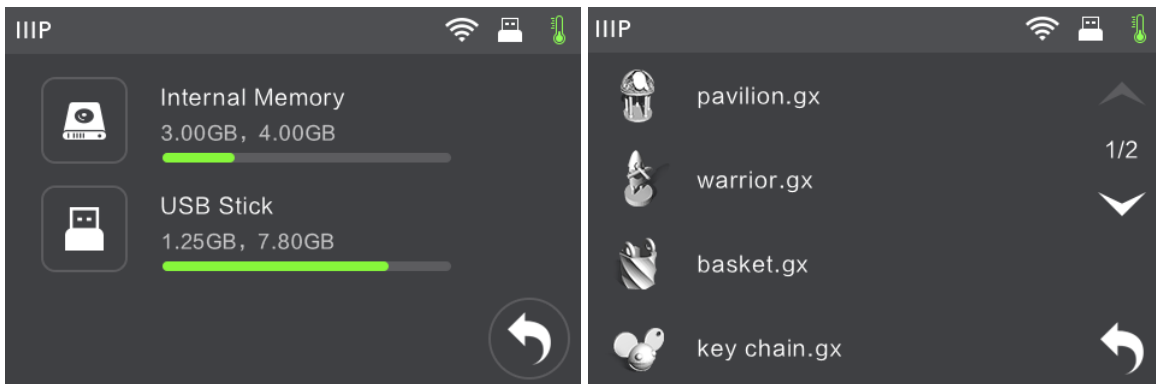 IIIP
Internal Memory
3.00GB, 4.00GB
USB Stick
1.25GB, 7.80GB
IIIP
pavilion.gx
1/2
warrior.gx
basket.gx
key chain.gx